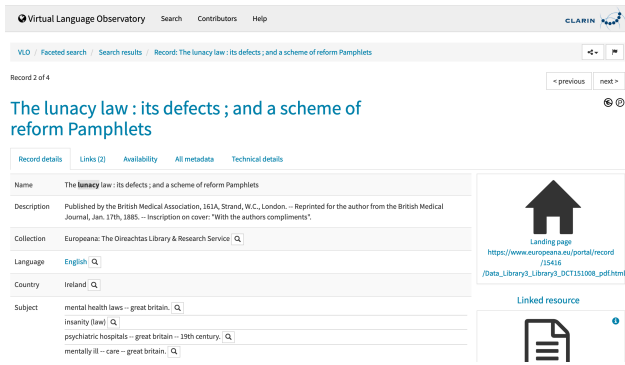 Virtual Language Observatory Search Contributors Help
CLARIN
VLO / Faceted search / Search results / Record: The lunacy law : its defects ; and a scheme of reform Pamphlets
Record 2 of 4
< previous next >
The lunacy law : its defects ; and a scheme of
reform Pamphlets
Record details Links (2) Availability All metadata Technical details
Name The lunacy law : its defects ; and a scheme of reform Pamphlets
Description Published by the British Medical Association, 161A, Strand, W.C., London. -- Reprinted for the author from the British Medical
Journal, Jan. 17th, 1885. -- Inscription on cover: "With the authors compliments".
Collection Europeana: The Oireachtas Library & Research Service
Language English
Country Ireland
Subject mental health laws -- great britain.
insanity (law)
psychiatric hospitals -- great britain -- 19th century.
mentally ill -- care -- great britain.
Landing page
https://www.europeana.eu/portal/record
/15416
/Data_Library3_Library3_DCT151008_pdf.html
Linked resource